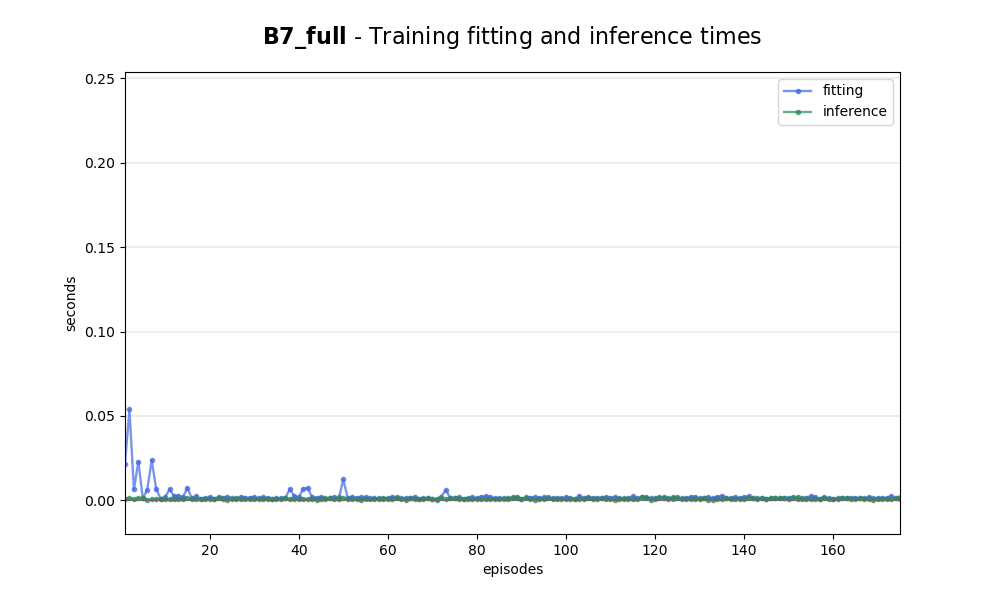 B7_full - Training fitting and inference times
fitting
inference
0.25
0.20
0.15
0.10
0.05
0.00
seconds
20 40 60 80 100 120 140 160
episodes